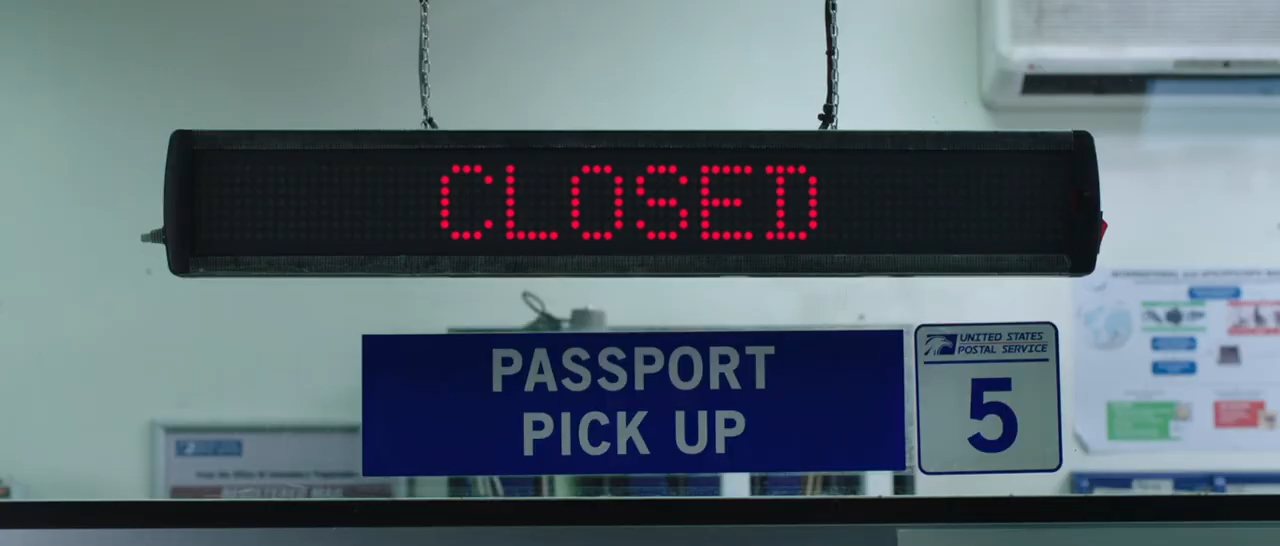 CLOSED
PASSPORT
PICK UP
UNITED STATES
POSTAL SERVICE
5